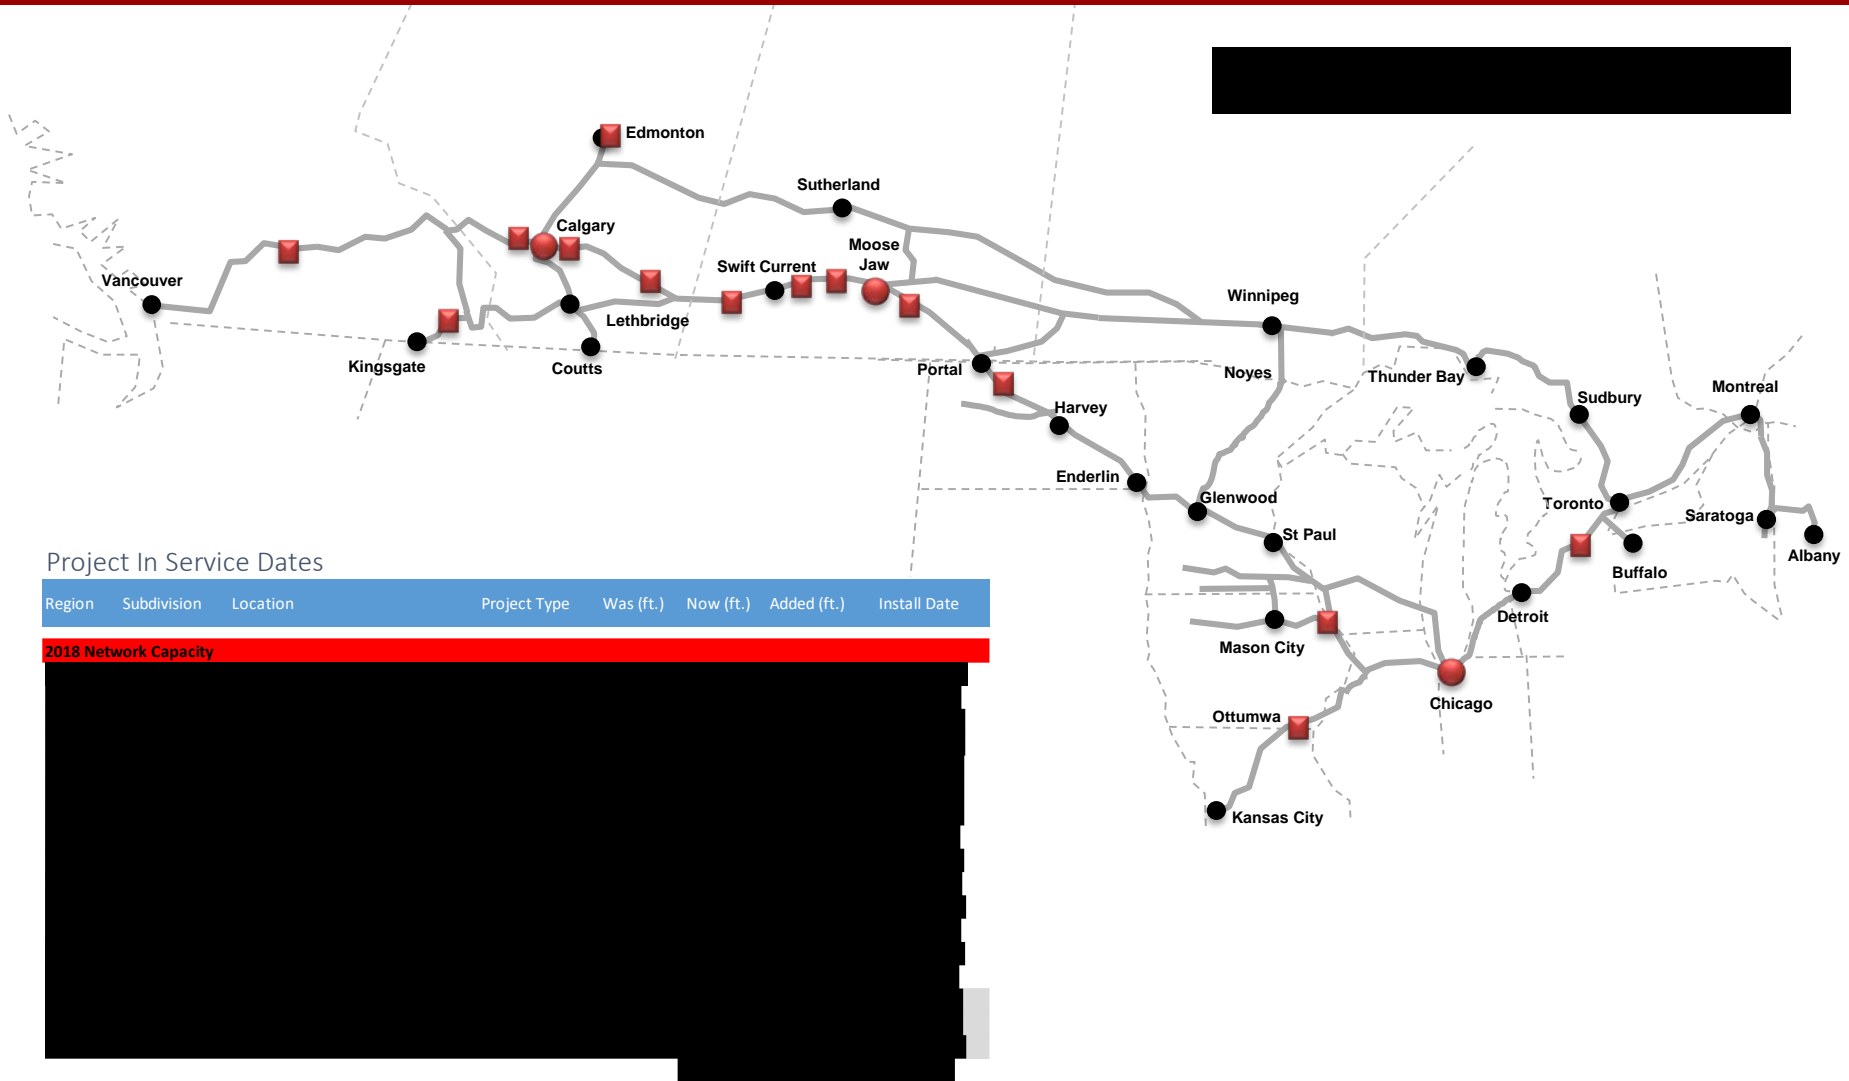 Edmonton
Sutherland
Calgary
Moose
Jaw
Swift Current
Vancouver
Winnipeg
Lethbridge
Kingsgate
Coutts
Portal
Noyes
Thunder Bay
Montreal
Sudbury
Harvey
Enderlin
Glenwood
Toronto
Saratoga
St Paul
Albany
Buffalo
Detroit
Mason City
Chicago
Ottumwa
Kansas City
Project In Service Dates
Region Subdivision Location Project Type Was (ft.) Now (ft.) Added (ft.) Install Date
2018 Network Capacity